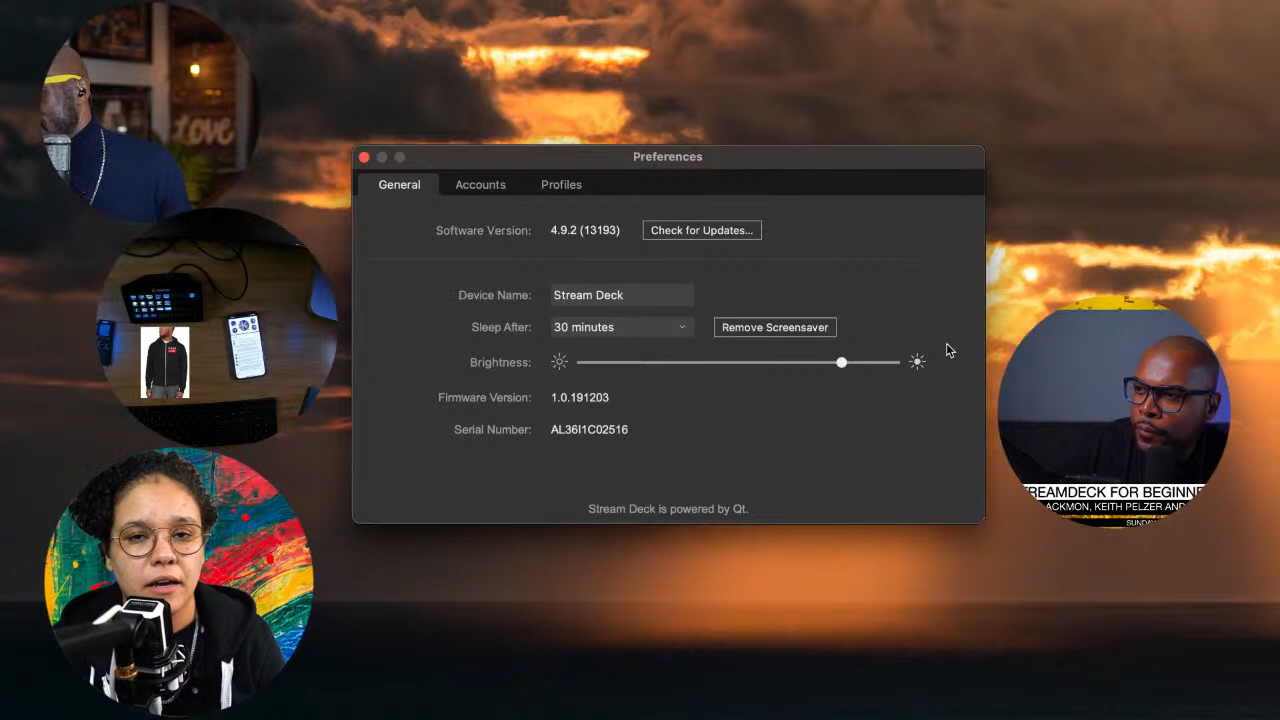 LOVE
Preferences
General Accounts Profiles
Software Version: 4.9.2 (13193) Check for Updates...
Device Name: Stream Deck
Sleep After: 30 minutes Remove Screensaver
Brightness:
Firmware Version: 1.0.191203
Serial Number: AL36I1C02516
Stream Deck is powered by Qt.
REAMDECK FOR BEGINNE
ACKMON, KEITH PELZER AND
SUNDAY